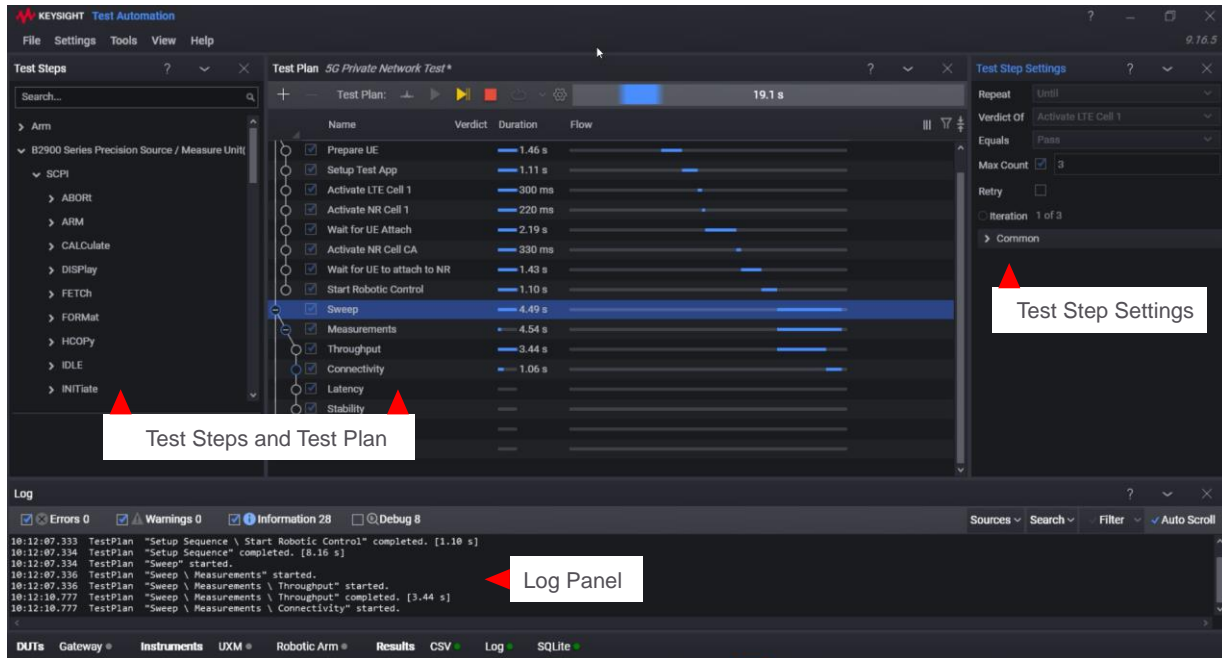 KEYSIGHT Test Automation
File Settings Tools View Help
9.16.5
Test Steps
Search...
Arm
B2900 Series Precision Source / Measure Unit(
SCPI
ABORt
ARM
CALCulate
DISPlay
FETCh
FORMat
HCOPy
IDLE
INITiate
Test Plan 5G Private Network Test*
Test Plan: 19.1 s
Name Verdict Duration Flow
Prepare UE 1.46 s
Setup Test App 1.11 s
Activate LTE Cell 1 300 ms
Activate NR Cell 1 220 ms
Wait for UE Attach 2.19 s
Activate NR Cell CA 330 ms
Wait for UE to attach to NR 1.43 s
Start Robotic Control 1.10 s
Sweep 4.49 s
Measurements 4.54 s
Throughput 3.44 s
Connectivity 1.06 s
Latency
Stability
Test Steps and Test Plan
Test Step Settings
Repeat Until
Verdict Of Activate LTE Cell 1
Equals Pass
Max Count 3
Retry
Iteration 1 of 3
Common
Test Step Settings
Log
Errors 0 Warnings 0 Information 28 Debug 8 Sources Search Filter Auto Scroll
10:12:07.333 TestPlan "Setup Sequence \ Start Robotic Control" completed. [1.10 s]
10:12:07.334 TestPlan "Setup Sequence" completed. [8.16 s]
10:12:07.334 TestPlan "Sweep" started.
10:12:07.336 TestPlan "Sweep \ Measurements" started.
10:12:07.336 TestPlan "Sweep \ Measurements \ Throughput" started.
10:12:10.777 TestPlan "Sweep \ Measurements \ Throughput" completed. [3.44 s]
10:12:10.777 TestPlan "Sweep \ Measurements \ Connectivity" started.
Log Panel
DUTs Gateway Instruments UXM Robotic Arm Results CSV Log SQLite